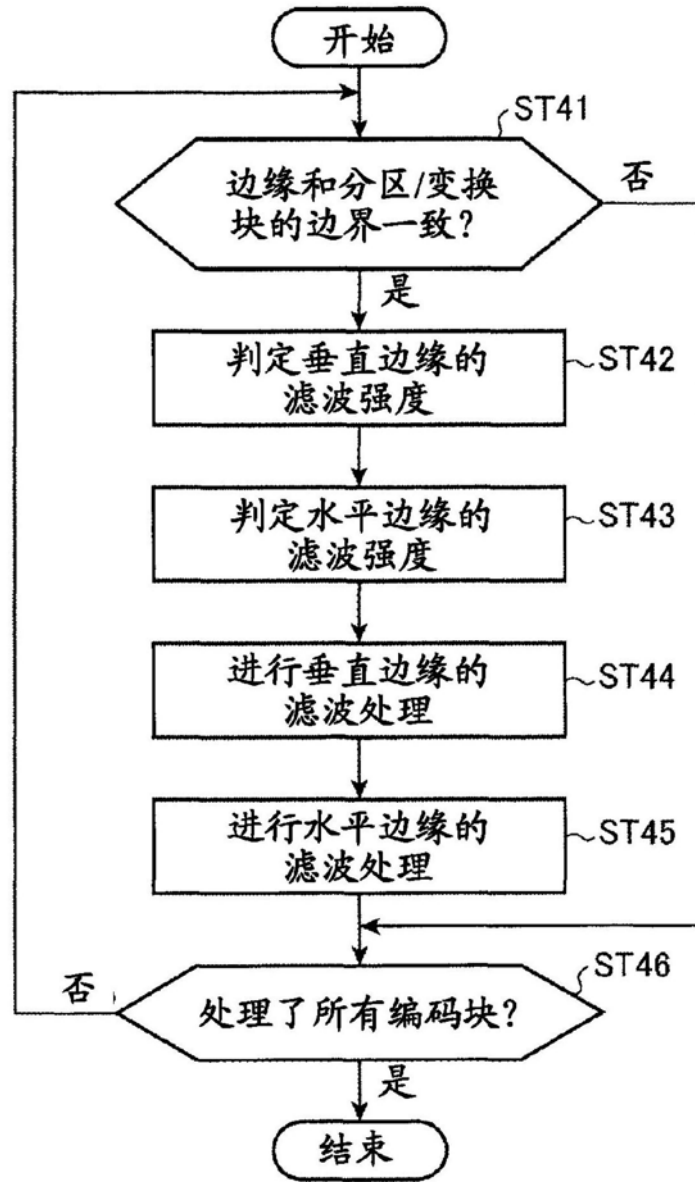 开始
ST41
边缘和分区/变换
块的边界一致?
否
是
判定垂直边缘的
滤波强度
ST42
判定水平边缘的
滤波强度
ST43
进行垂直边缘的
滤波处理
ST44
进行水平边缘的
滤波处理
ST45
ST46
否
处理了所有编码块?
是
结束